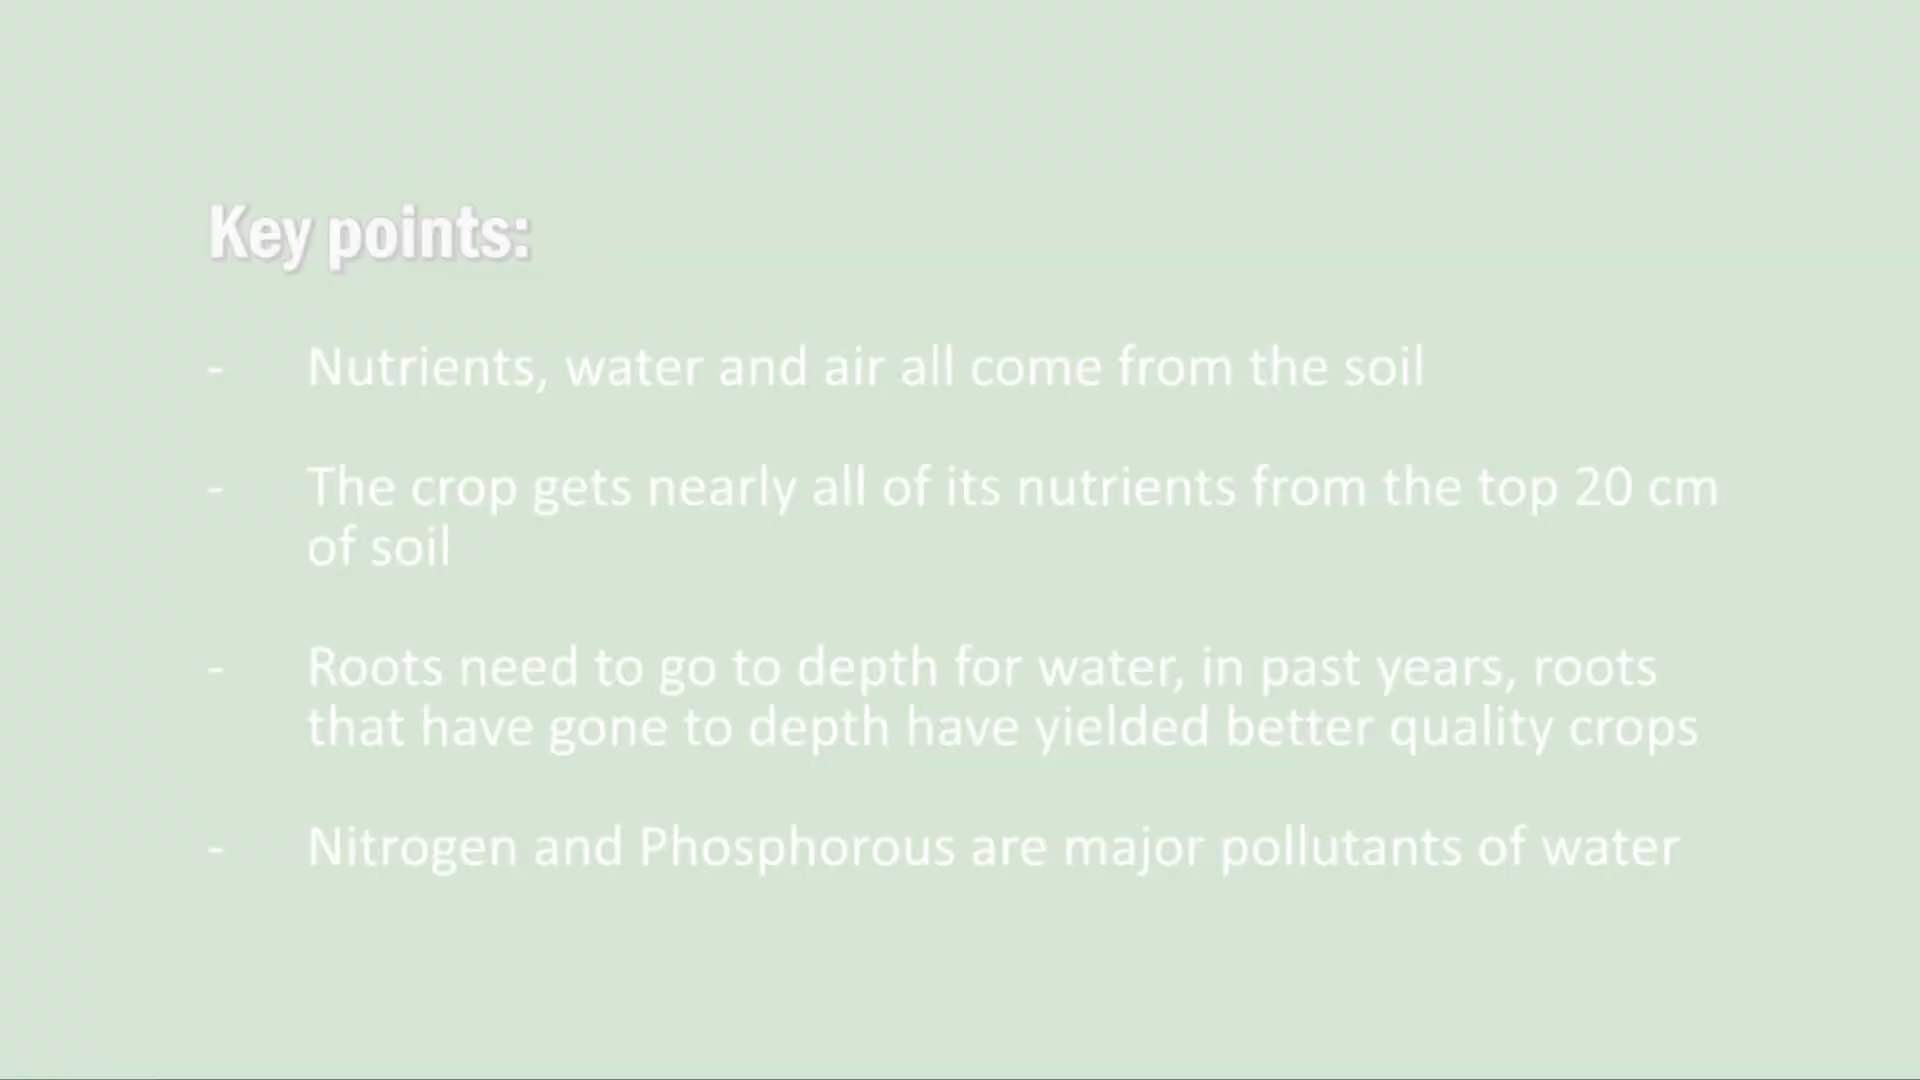 Key points:
- Nutrients, water and air all come from the soil
- The crop gets nearly all of its nutrients from the top 20 cm
of soil
- Roots need to go to depth for water, in past years, roots
that have gone to depth have yielded better quality crops
- Nitrogen and Phosphorous are major pollutants of water